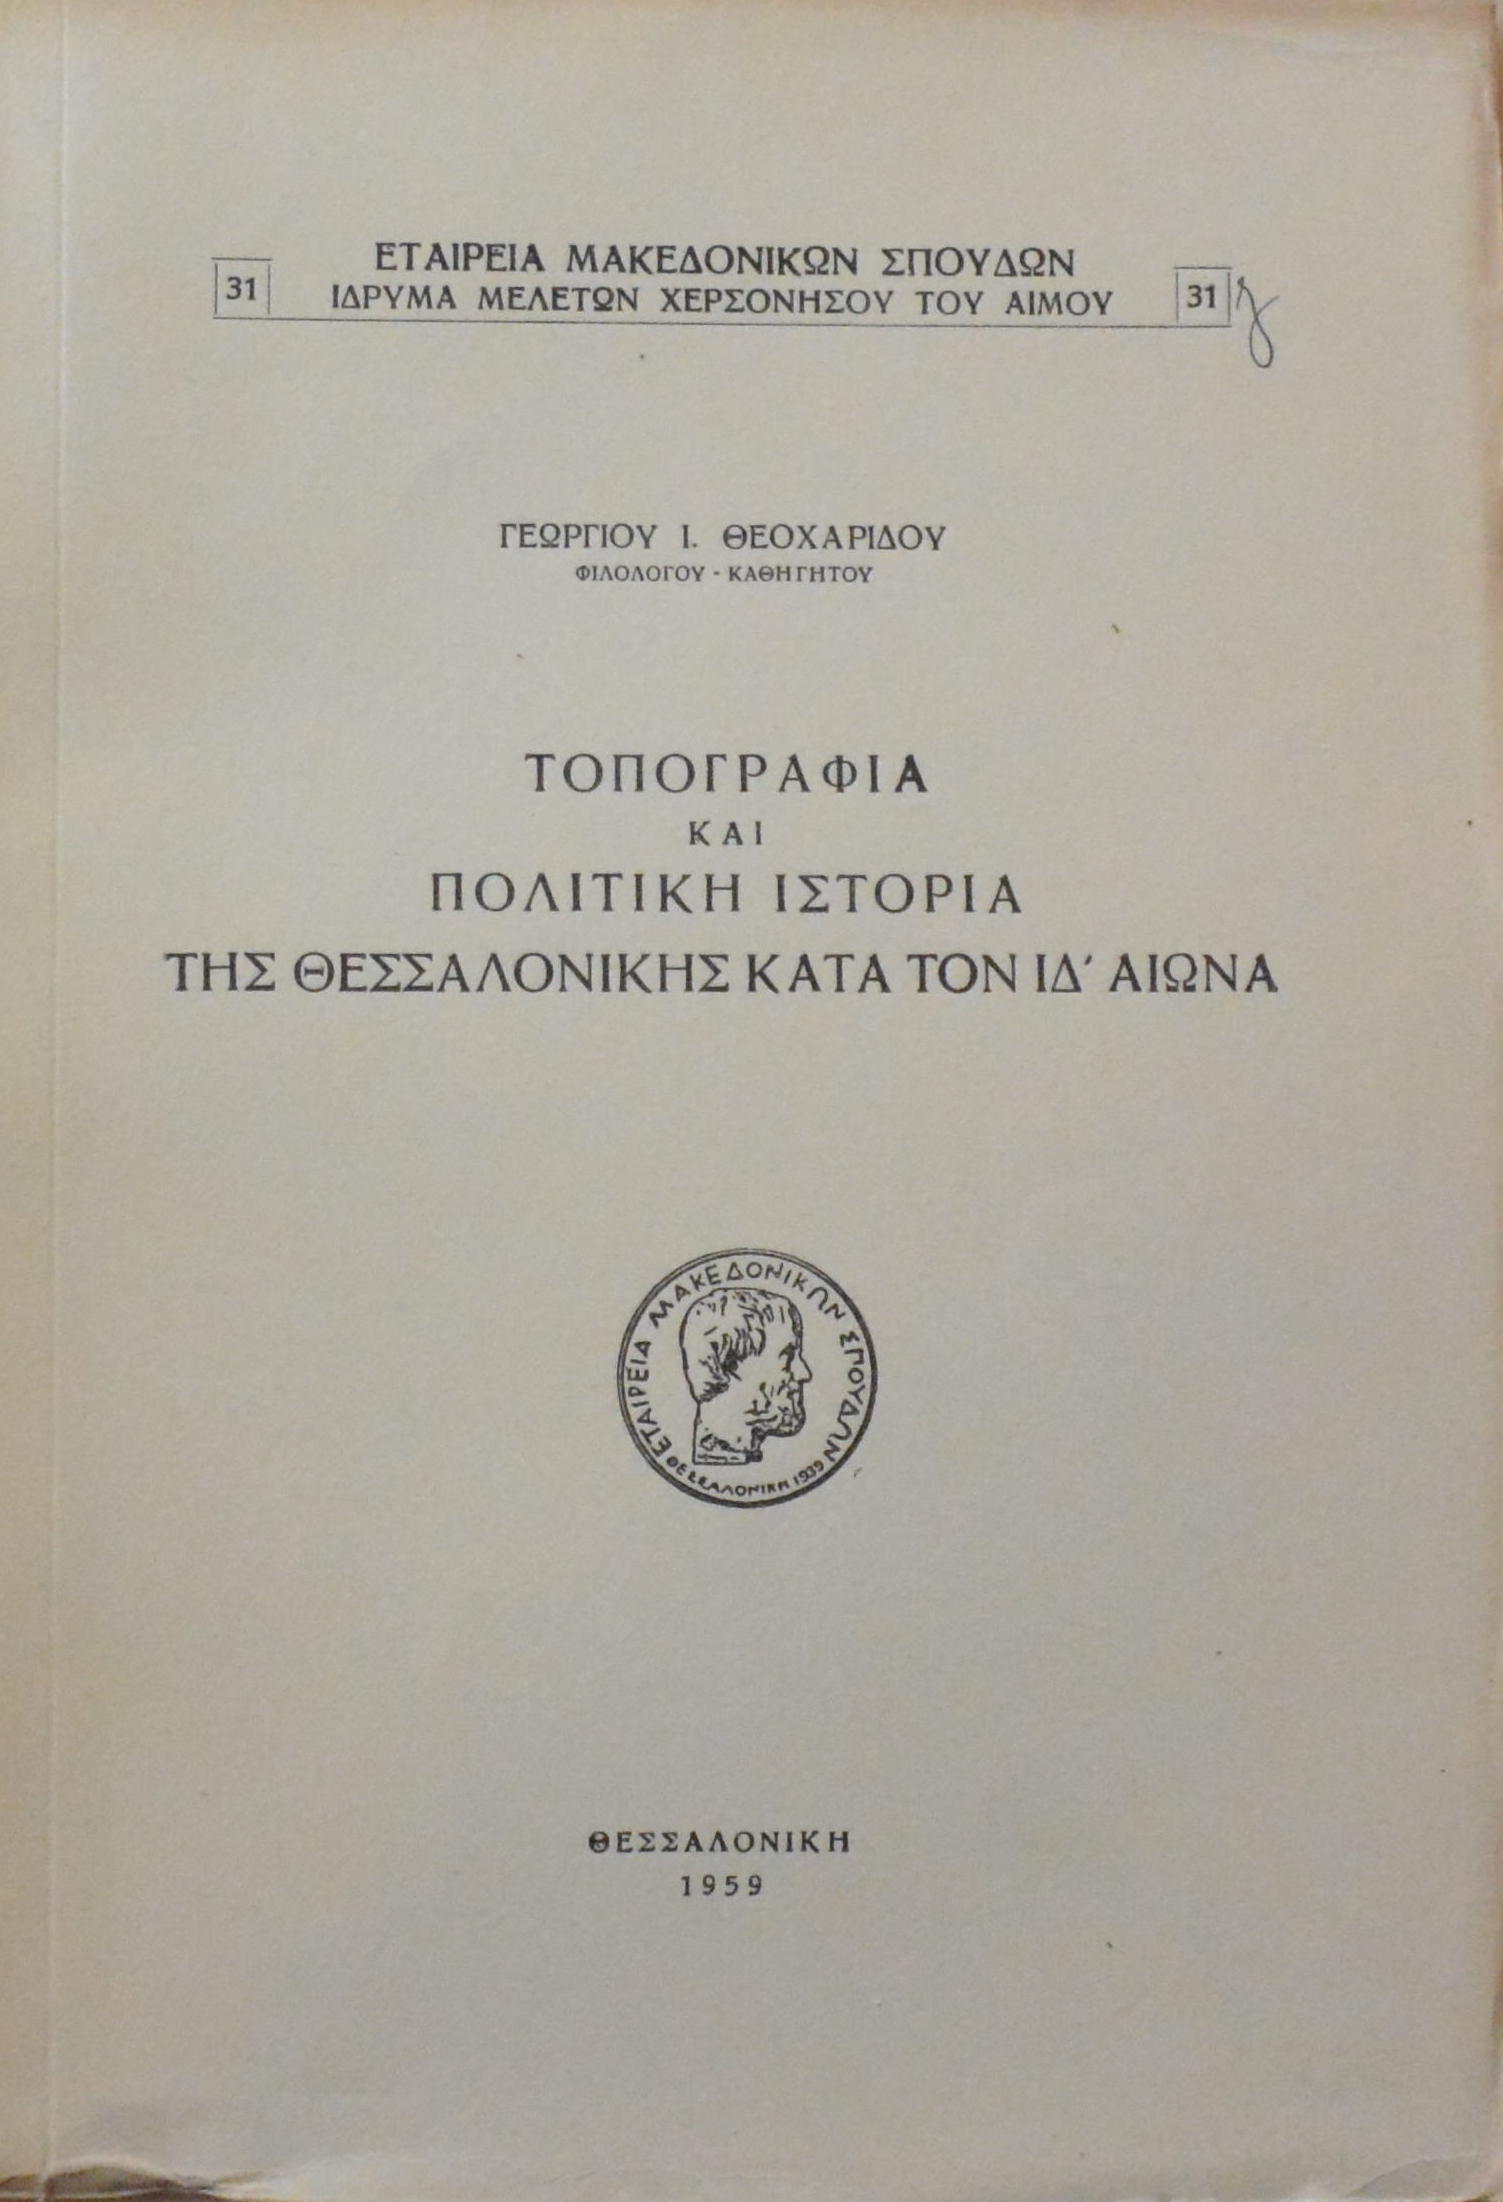 ΕΤΑΙΡΕΙΑ ΜΑΚΕΔΟΝΙΚΩΝ ΣΠΟΥΔΩΝ
31 ΙΔΡΥΜΑ ΜΕΛΕΤΩΝ ΧΕΡΣΟΝΗΣΟΥ ΤΟΥ ΑΙΜΟΥ 31 γ
ΓΕΩΡΓΙΟΥ Ι. ΘΕΟΧΑΡΙΔΟΥ
ΦΙΛΟΛΟΓΟΥ - ΚΑΘΗΓΗΤΟΥ
ΤΟΠΟΓΡΑΦΙΑ
ΚΑΙ
ΠΟΛΙΤΙΚΗ ΙΣΤΟΡΙΑ
ΤΗΣ ΘΕΣΣΑΛΟΝΙΚΗΣ ΚΑΤΑ ΤΟΝ ΙΔ' ΑΙΩΝΑ
ΕΤΑΙΡΕΙΑ ΜΑΚΕΔΟΝΙΚΩΝ ΣΠΟΥΔΩΝ
ΘΕΣΣΑΛΟΝΙΚΗ 1939
ΘΕΣΣΑΛΟΝΙΚΗ
1959